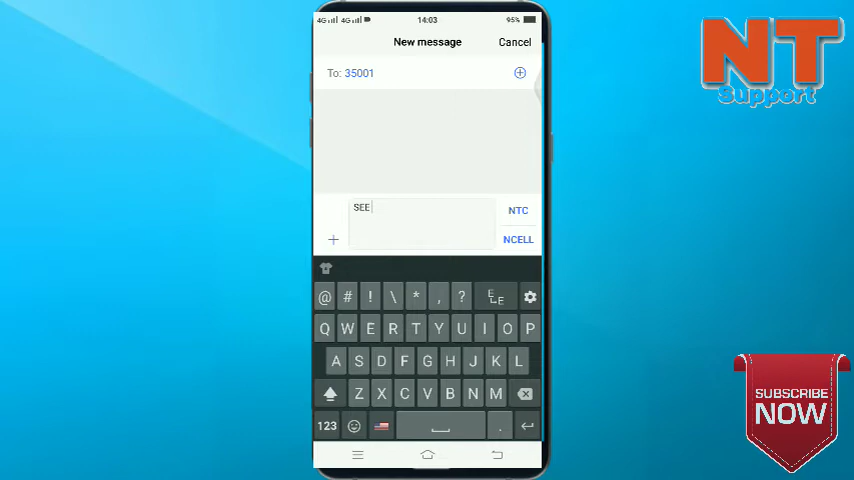 4G 4G 14:03 95%
New message Cancel
To: 35001
SEE
NTC
NCELL
@ # ! \ * , ?
Q W E R T Y U I O P
A S D F G H J K L
Z X C V B N M
123 .
NT
Support
SUBSCRIBE
NOW